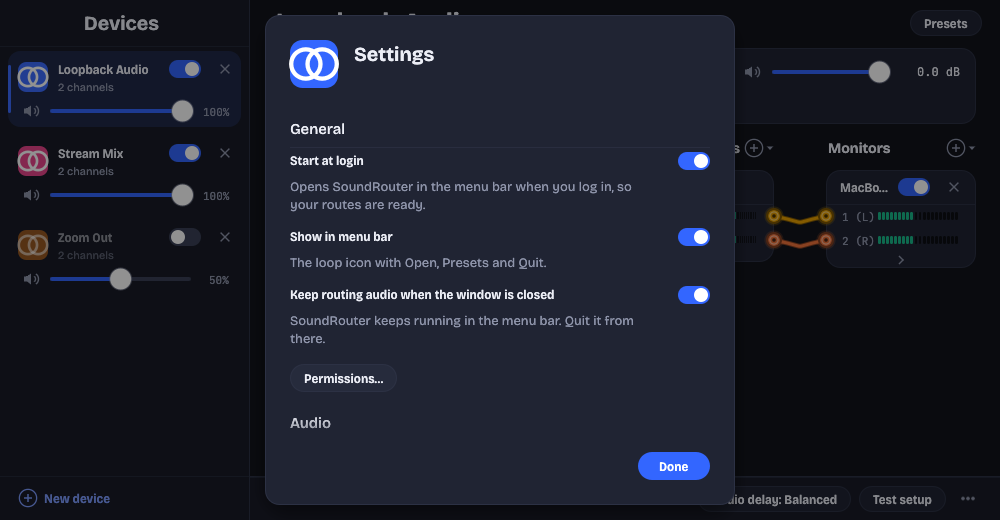 Devices
Presets
Loopback Audio
2 channels
100%
Stream Mix
2 channels
100%
Zoom Out
2 channels
50%
New device
Settings
General
Start at login
Opens SoundRouter in the menu bar when you log in, so
your routes are ready.
Show in menu bar
The loop icon with Open, Presets and Quit.
Keep routing audio when the window is closed
SoundRouter keeps running in the menu bar. Quit it from
there.
Permissions...
Audio
Done
0.0 dB
Monitors
MacBo...
1 (L)
2 (R)
delay: Balanced
Test setup